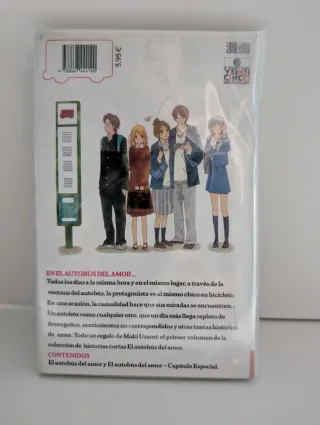 5,95 €
漫画
EN EL AUTOBÚS DEL AMOR...
Todos los días a la misma hora y en el mismo lugar, a través de la
ventana del autobús, la protagonista ve al mismo chico en bicicleta.
En una ocasión, la casualidad hace que sus miradas se encuentren...
Un autobús como cualquier otro, que un día más llega repleto de
desengaños, sentimientos no correspondidos y otras tantas historias
de amor. Todo un regalo de Maki Usami: el primer volumen de la
colección de historias cortas El autobús del amor.
CONTENIDOS
El autobús del amor y El autobús del amor – Capítulo Especial.